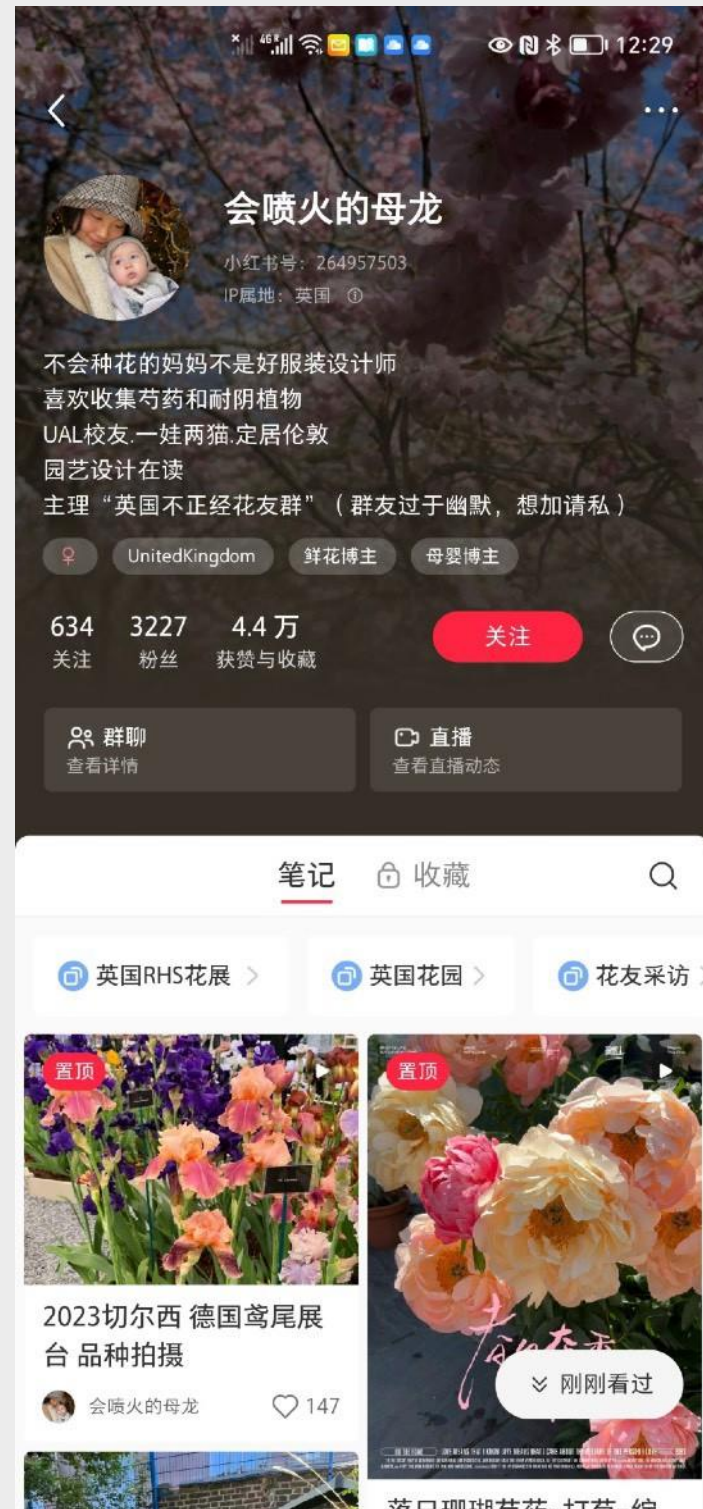 12:29
会喷火的母龙
小红书号：264957503
IP属地：英国
不会种花的妈妈不是好服装设计师
喜欢收集芍药和耐阴植物
UAL校友.一娃两猫.定居伦敦
园艺设计在读
主理“英国不正经花友群”（群友过于幽默，想加请私）
UnitedKingdom 鲜花博主 母婴博主
634 3227 4.4万
关注 粉丝 获赞与收藏
关注
群聊 直播
查看详情 查看直播动态
笔记 收藏
英国RHS花展 英国花园 花友采访
置顶 置顶
2023切尔西 德国鸢尾展
台 品种拍摄
会喷火的母龙 147
刚刚看过